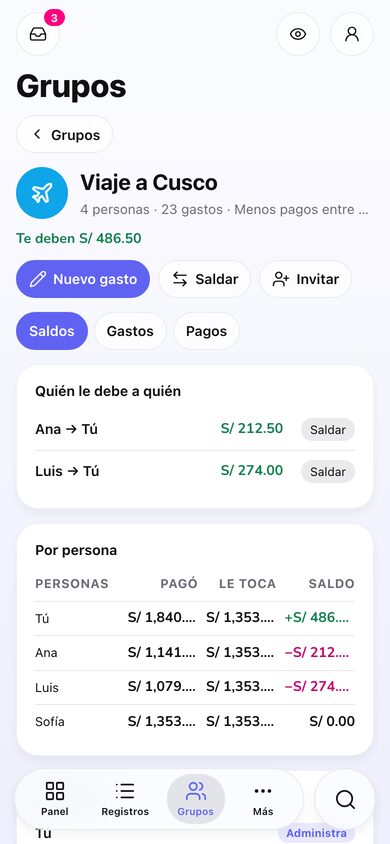 3
Grupos
Grupos
Viaje a Cusco
4 personas · 23 gastos · Menos pagos entre ...
Te deben S/ 486.50
Nuevo gasto Saldar Invitar
Saldos Gastos Pagos
Quién le debe a quién
Ana → Tú S/ 212.50 Saldar
Luis → Tú S/ 274.00 Saldar
Por persona
PERSONAS PAGÓ LE TOCA SALDO
Tú S/ 1,840.... S/ 1,353.... +S/ 486....
Ana S/ 1,141.... S/ 1,353.... −S/ 212....
Luis S/ 1,079.... S/ 1,353.... −S/ 274....
Sofía S/ 1,353.... S/ 1,353.... S/ 0.00
Panel Registros Grupos Más
Tú Administra